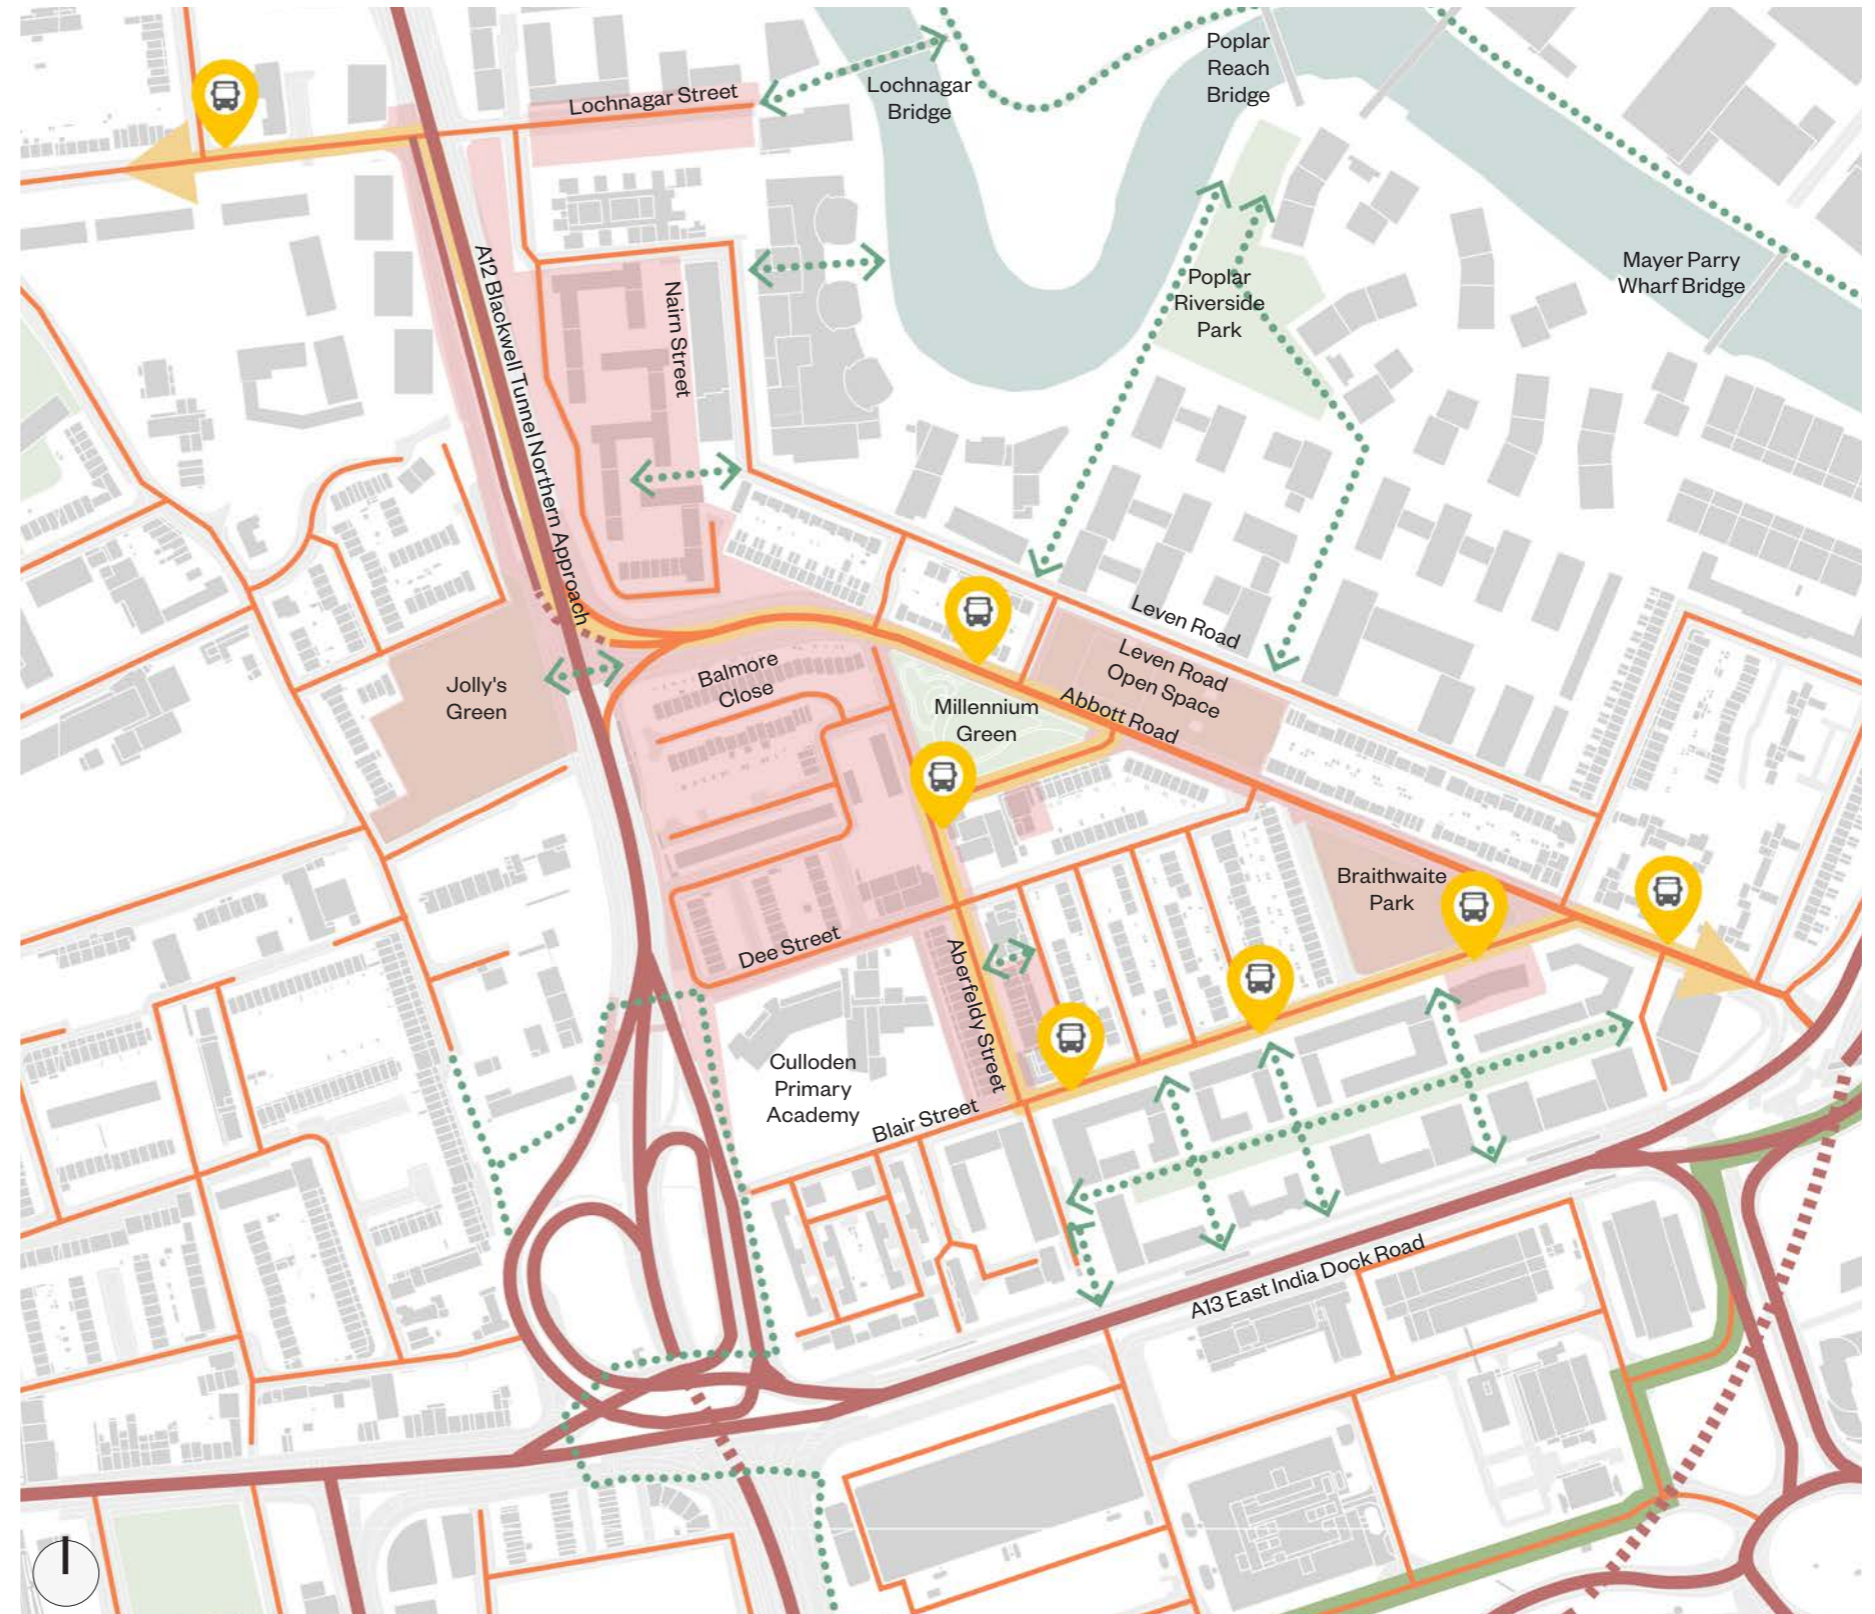 Poplar
Reach
Bridge
Lochnagar Street
Lochnagar
Bridge
Mayer Parry
Wharf Bridge
Poplar
Riverside
Park
A12 Blackwell Tunnel Northern Approach
Nairn Street
Leven Road
Leven Road
Open Space
Balmore
Close
Jolly's
Green
Millennium
Green
Abbott Road
Braithwaite
Park
Dee Street
Aberfeldy Street
Culloden
Primary
Academy
Blair Street
A13 East India Dock Road